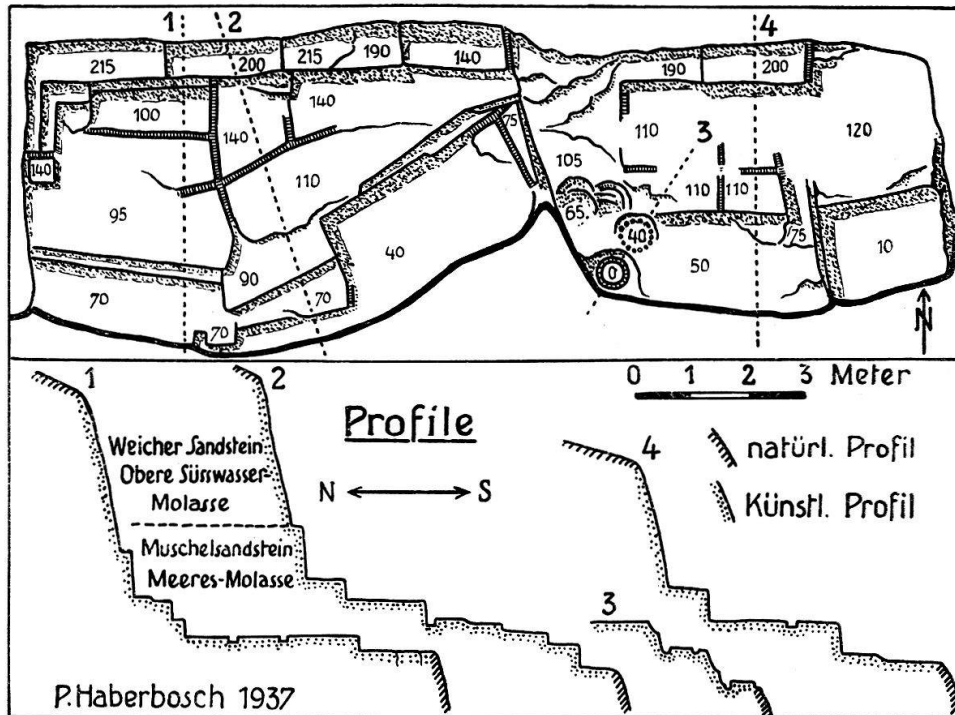 1 2 4
215 200 215 190 140 190 200
100 140 140 75 110 3 120
140 110 105 110 110
95 65 40 75
90 40 0 50 10
70 70 70
N
1 2 0 1 2 3 Meter
Profile
Weicher Sandstein
Obere Süsswasser-
Molasse
N S
4 natürl. Profil
Künstl. Profil
Muschelsandstein
Meeres-Molasse
3
P. Haberbosch 1937